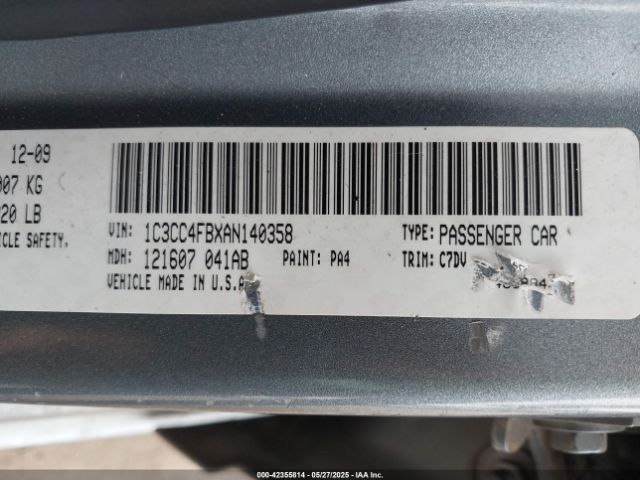 12-09
007 KG
20 LB
ICLE SAFETY.
VIN: 1C3CC4FBXAN140358 TYPE: PASSENGER CAR
MDH: 121607 041AB PAINT: PA4 TRIM: C7DV
VEHICLE MADE IN U.S.A
000-42355814 | 05/27/2025 | IAA Inc.